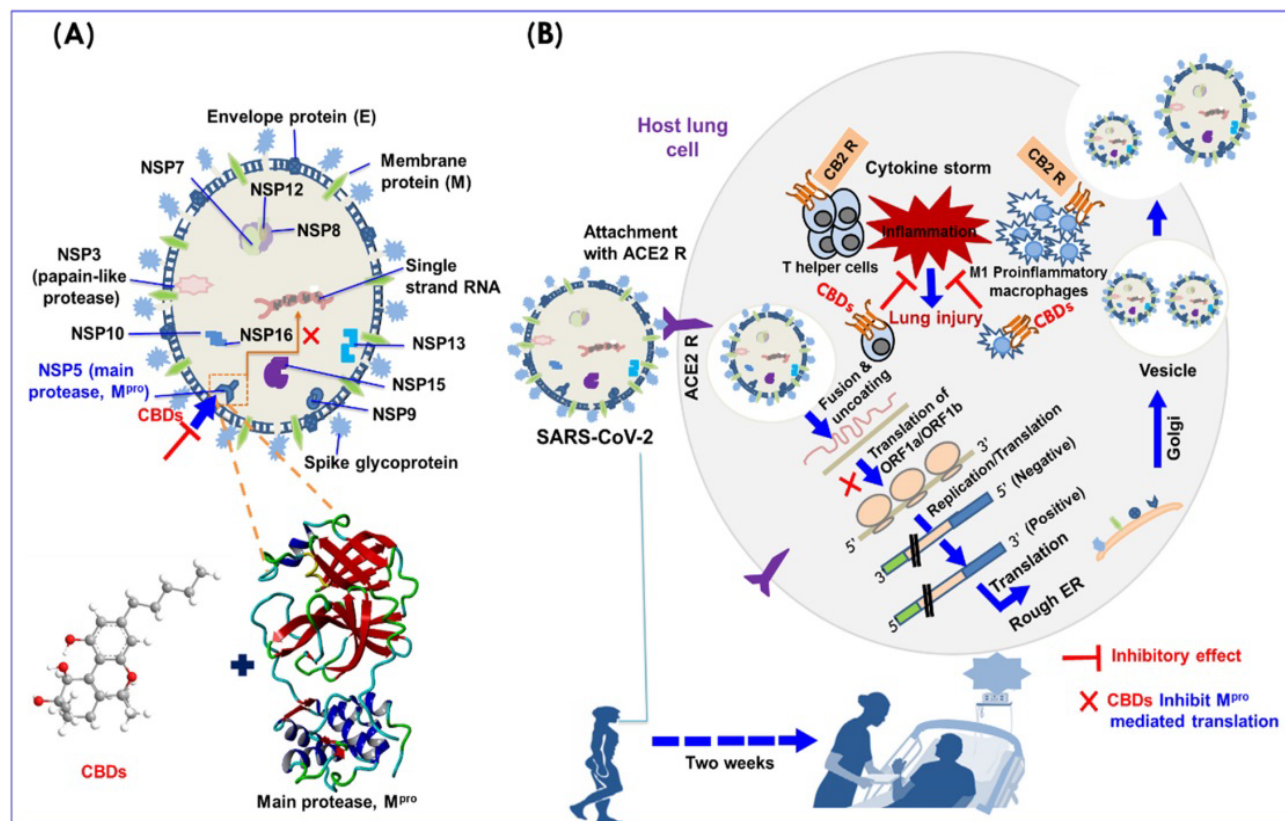 (A)
Envelope protein (E)
NSP7
NSP12
Membrane
protein (M)
NSP8
NSP3
(papain-like
protease)
Single
strand RNA
NSP10
NSP16
NSP13
NSP5 (main
protease, Mpro)
NSP15
CBDs
NSP9
Spike glycoprotein
CBDs
Main protease, Mpro
(B)
Host lung
cell
CB2 R
Cytokine storm
CB2 R
Inflammation
Attachment
with ACE2 R
T helper cells
M1 Proinflammatory
macrophages
CBDs
Lung injury
CBDs
ACE2 R
SARS-CoV-2
Fusion &
uncoating
Translation of
ORF1a/ORF1b
3'
5'
Replication/Translation
5' (Negative)
3
3' (Positive)
5
Translation
Rough ER
Golgi
Vesicle
Inhibitory effect
CBDs Inhibit Mpro
mediated translation
Two weeks